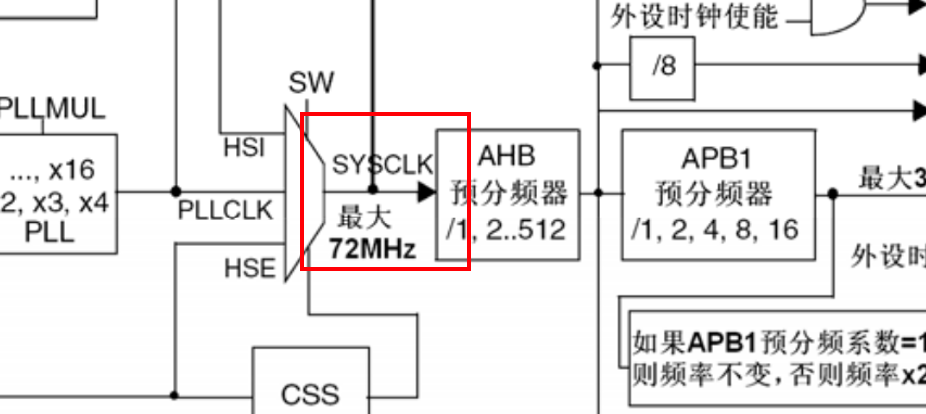 外设时钟使能
/8
SW
PLLMUL
HSI
SYSCLK
AHB
预分频器
/1, 2..512
APB1
预分频器
/1, 2, 4, 8, 16
最大3
..., x16
2, x3, x4
PLL
PLLCLK
最大
72MHz
HSE
外设时
CSS
如果APB1预分频系数=1
则频率不变，否则频率x2